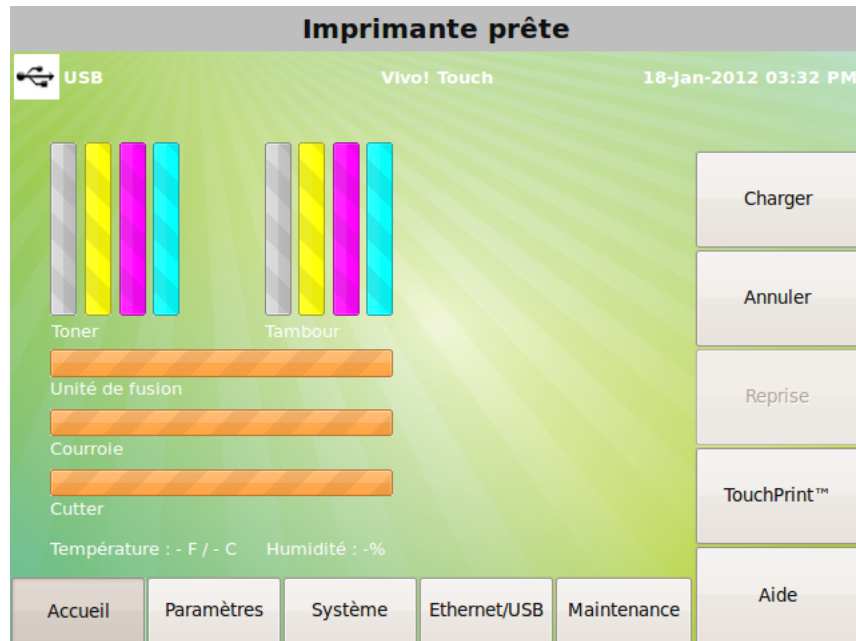 Imprimante prête
USB
Vivo! Touch
18-Jan-2012 03:32 PM
Toner
Tambour
Unité de fusion
Courroie
Cutter
Température : - F / - C Humidité : -%
Charger
Annuler
Reprise
TouchPrint™
Aide
Accueil
Paramètres
Système
Ethernet/USB
Maintenance